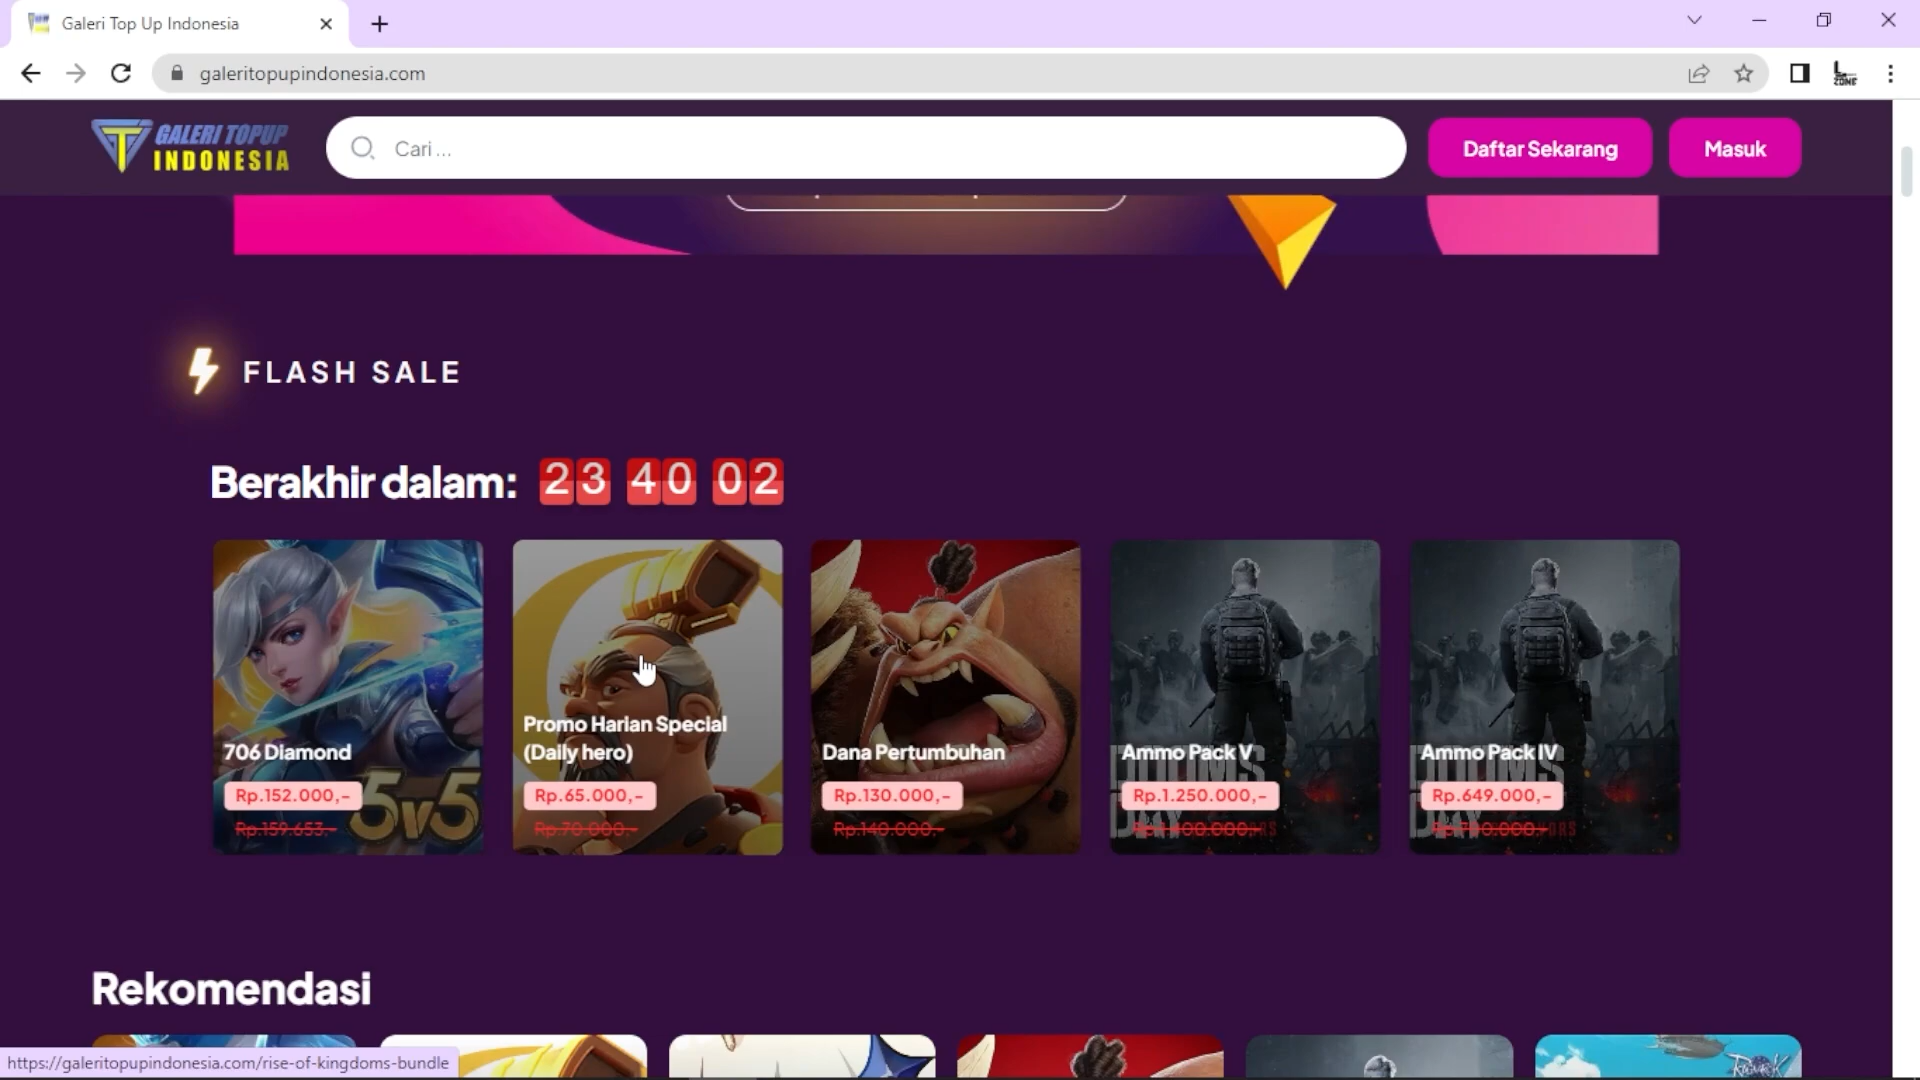 Galeri Top Up Indonesia
galeritopupindonesia.com
GALERI TOPUP
INDONESIA
Cari ...
Daftar Sekarang
Masuk
FLASH SALE
Berakhir dalam: 23 40 02
706 Diamond
Rp.152.000,-
Rp.159.653,-
5v5
Promo Harian Special
(Daily hero)
Rp.65.000,-
Rp.70.000,-
Dana Pertumbuhan
Rp.130.000,-
Rp.140.000,-
Ammo Pack V
Rp.1.250.000,-
Ammo Pack IV
Rp.649.000,-
Rekomendasi
https://galeritopupindonesia.com/rise-of-kingdoms-bundle